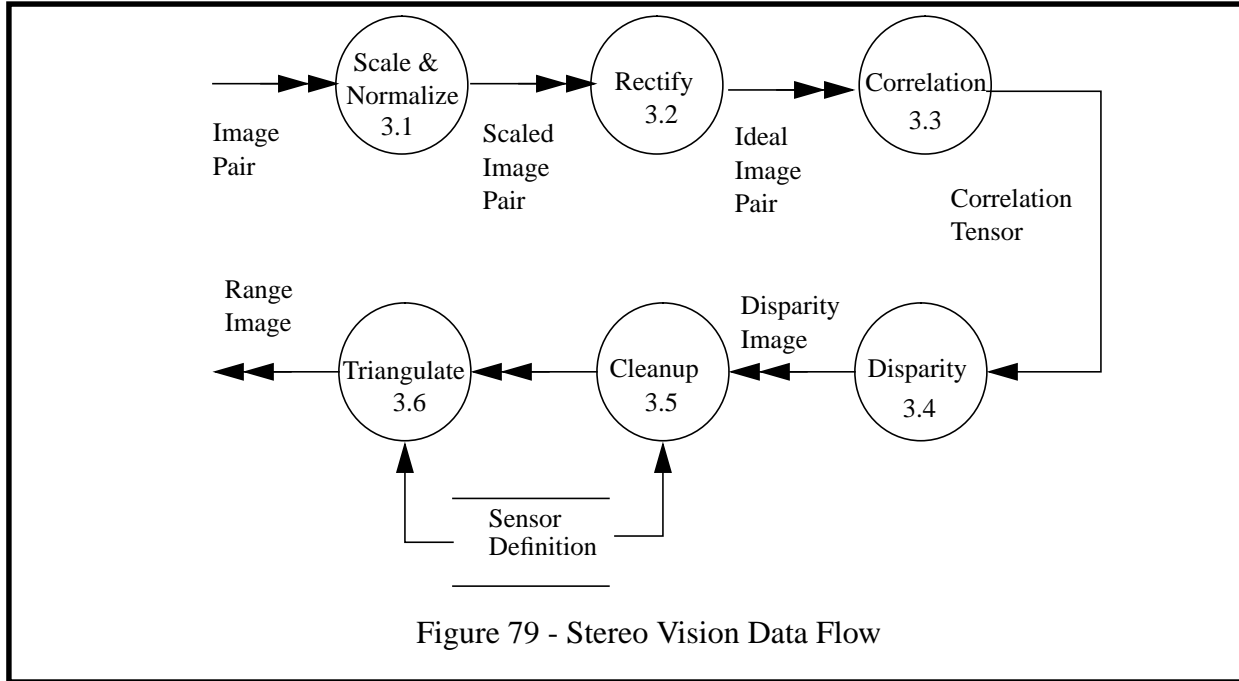 Scale &
Normalize
3.1
Rectify
3.2
Correlation
3.3
Image
Pair
Scaled
Image
Pair
Ideal
Image
Pair
Correlation
Tensor
Range
Image
Disparity
Image
Triangulate
3.6
Cleanup
3.5
Disparity
3.4
Sensor
Definition
Figure 79 - Stereo Vision Data Flow